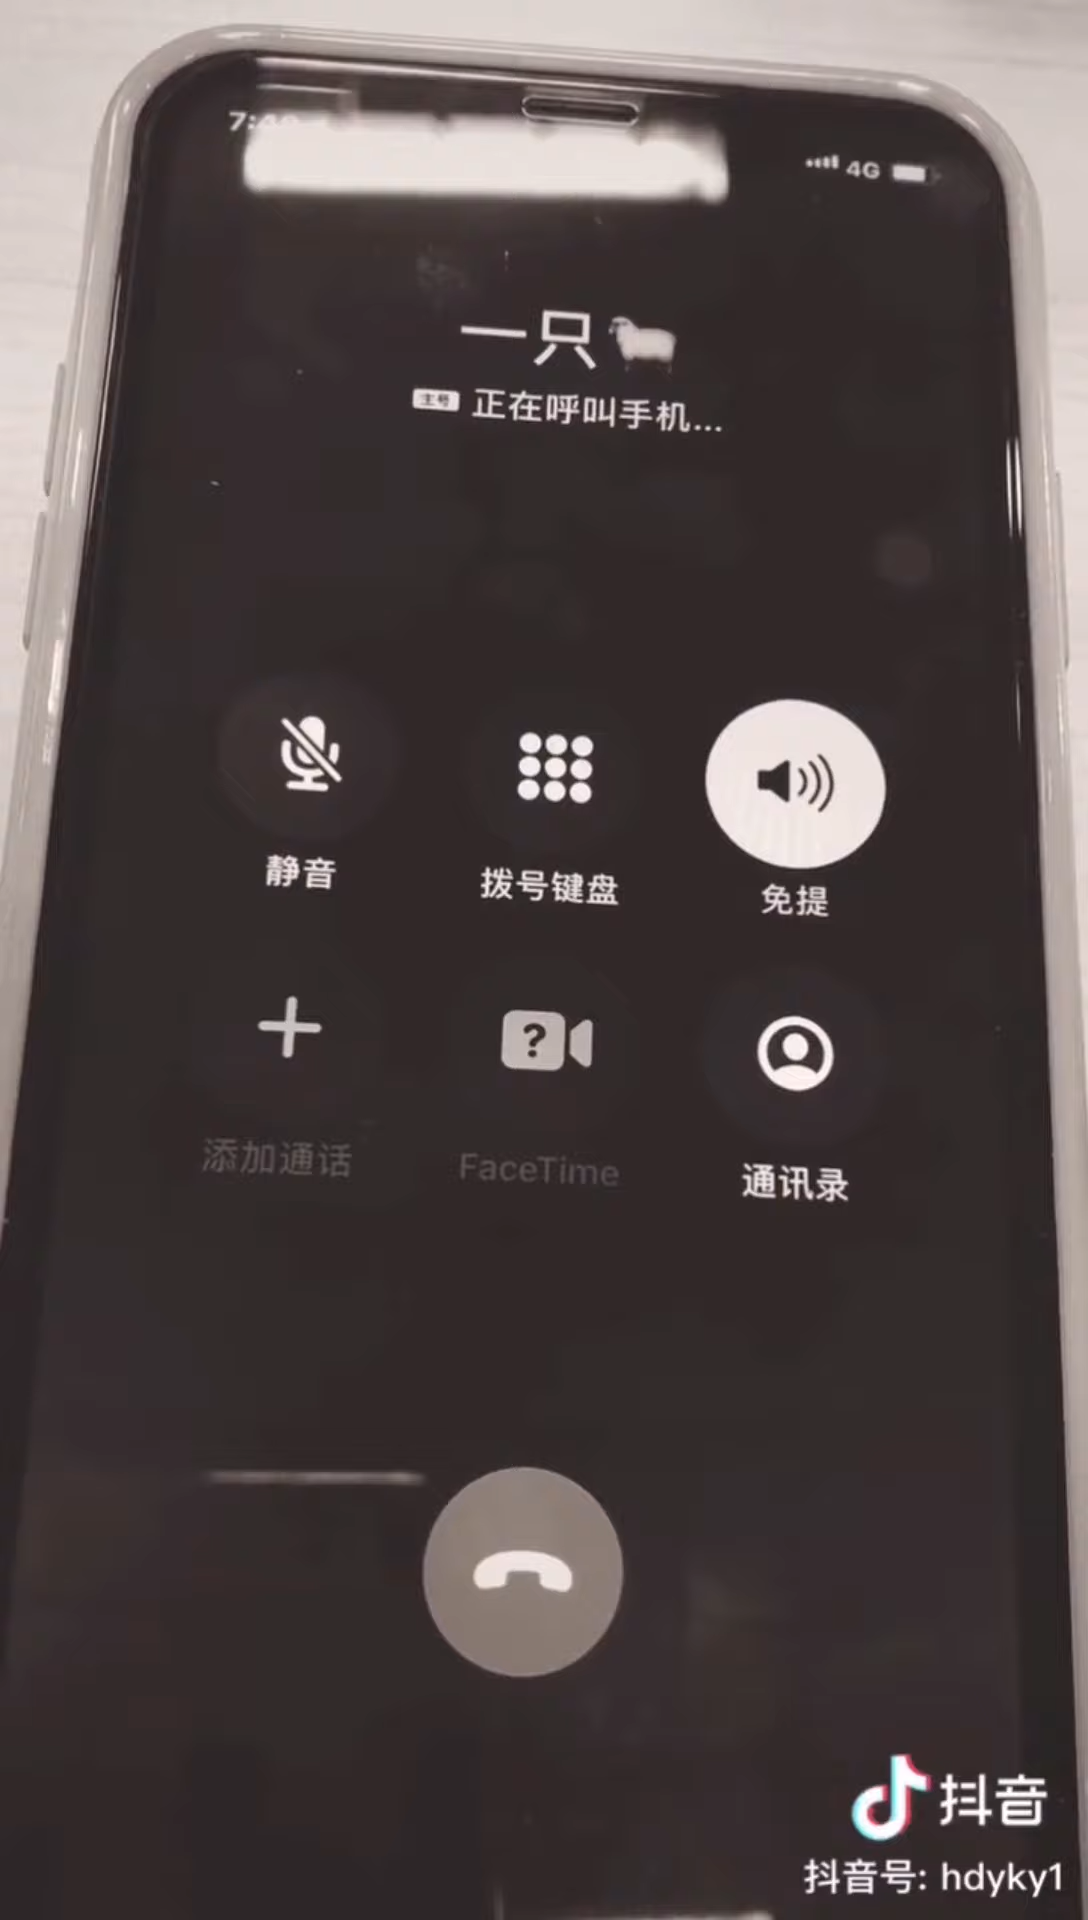 4G
一只🐑
主号 正在呼叫手机...
静音
拨号键盘
免提
添加通话
FaceTime
通讯录
抖音
抖音号: hdyky1